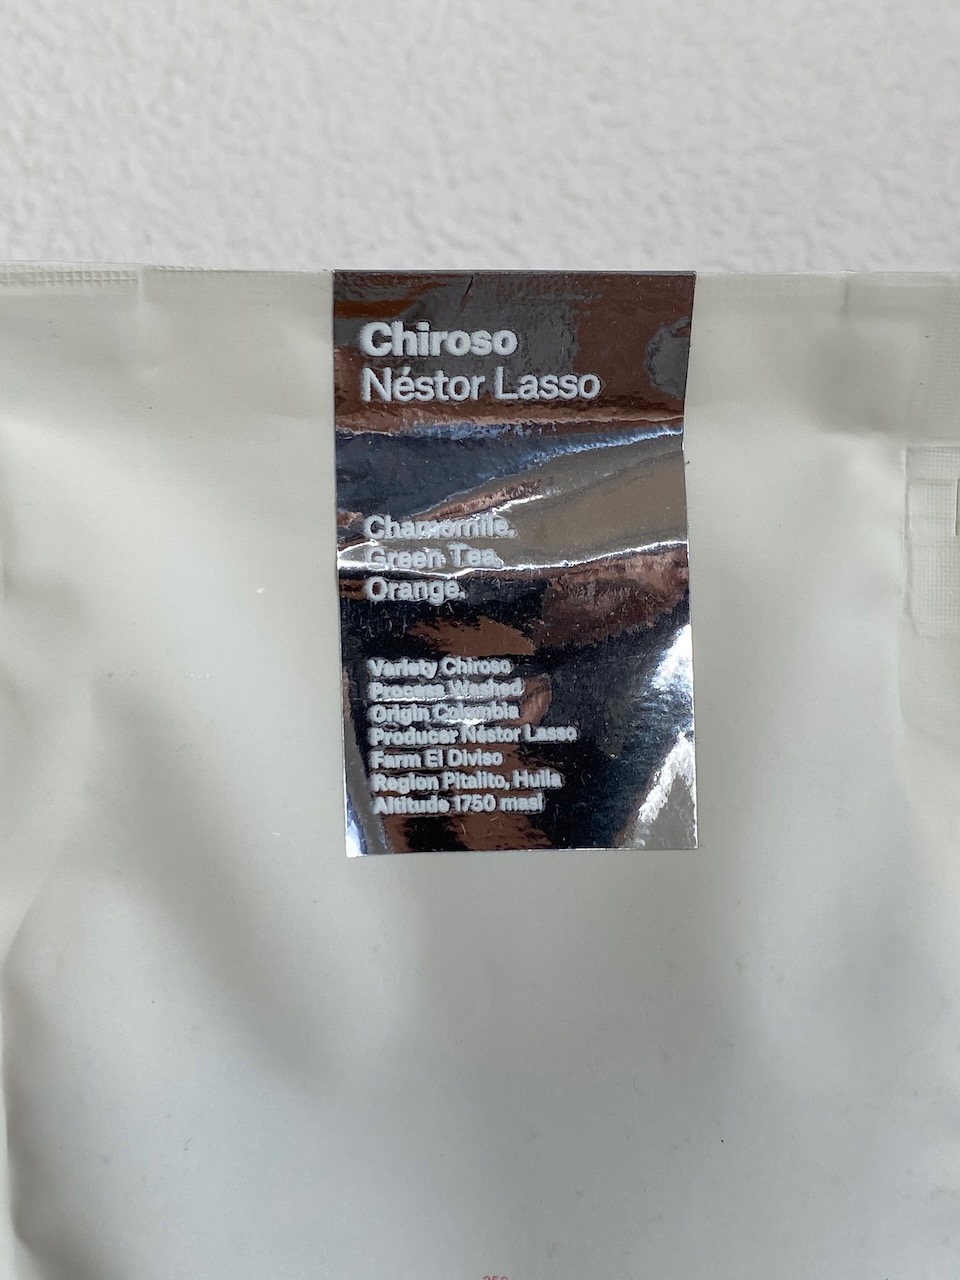 Chiroso
Néstor Lasso
Chamomile,
Green Tea,
Orange.
Variety Chiroso
Process Washed
Origin Colombia
Producer Néstor Lasso
Farm El Diviso
Region Pitalito, Huila
Altitude 1750 masl